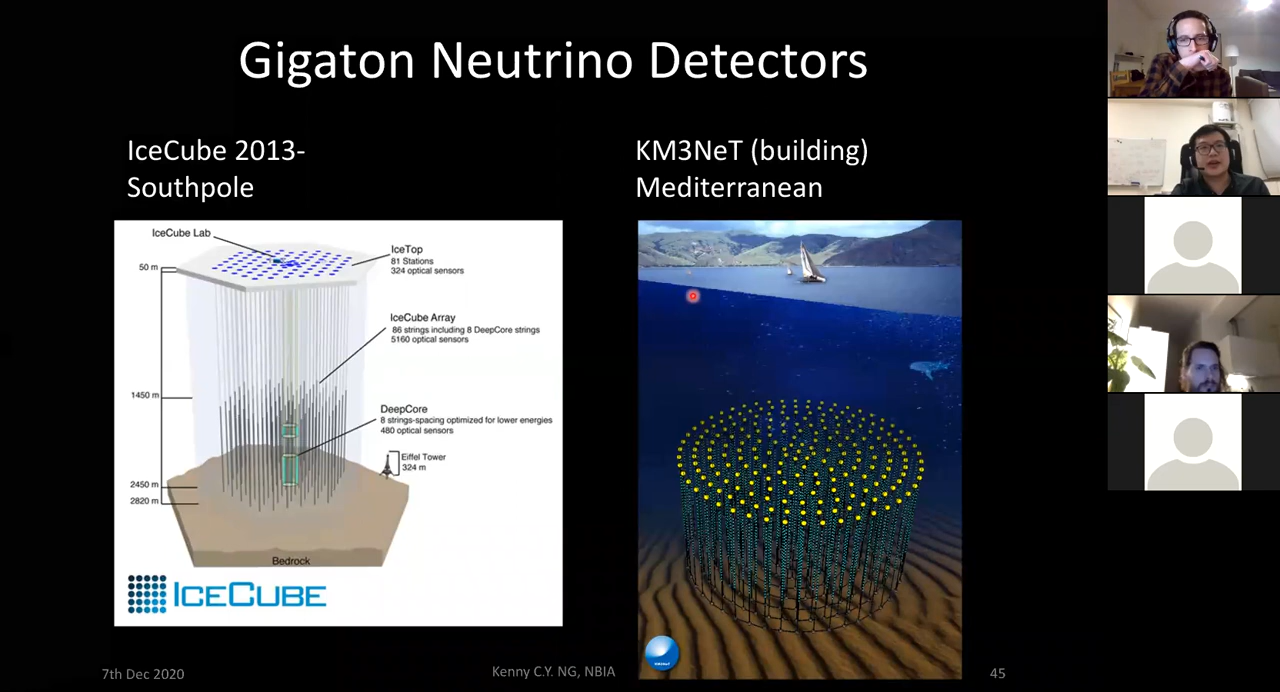 Gigaton Neutrino Detectors
IceCube 2013-
Southpole
KM3NeT (building)
Mediterranean
IceCube Lab
IceTop
81 Stations
324 optical sensors
50 m
IceCube Array
86 strings including 8 DeepCore strings
5160 optical sensors
1450 m
DeepCore
8 strings-spacing optimized for lower energies
480 optical sensors
Eiffel Tower
324 m
2450 m
2820 m
Bedrock
ICECUBE
7th Dec 2020
Kenny C.Y. NG, NBIA
45